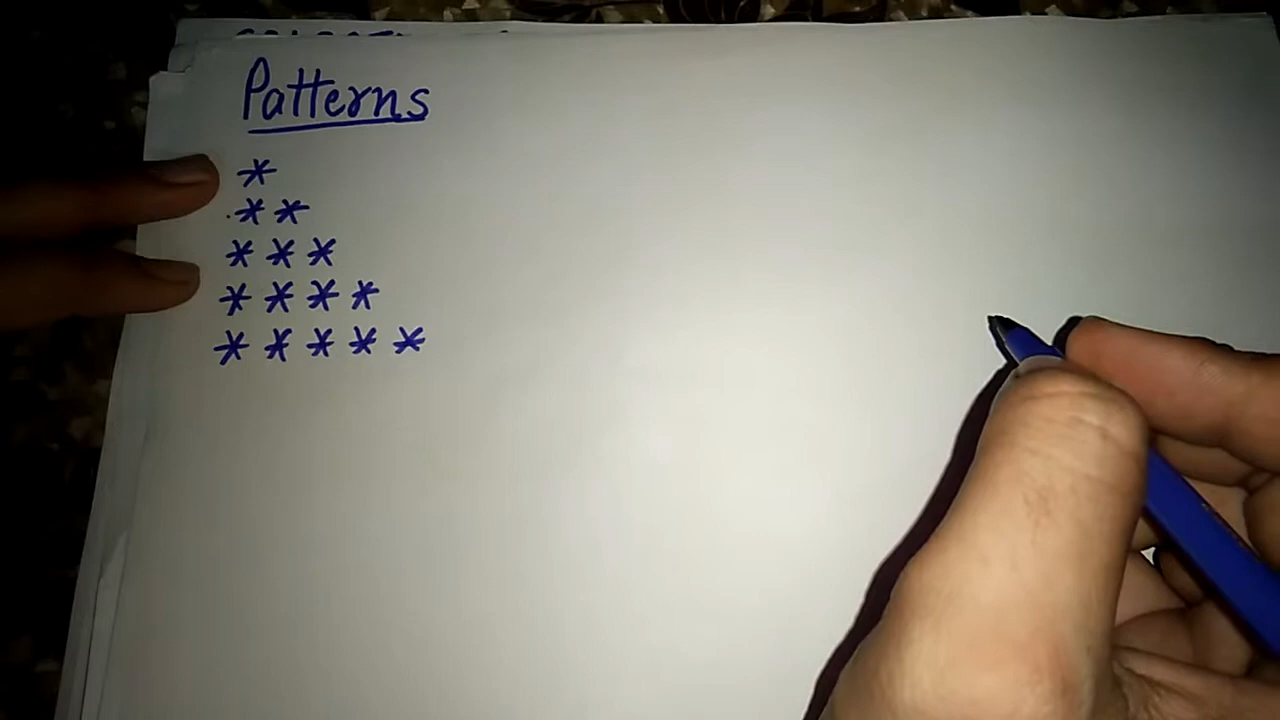 Patterns
*
* *
* * *
* * * *
* * * * *